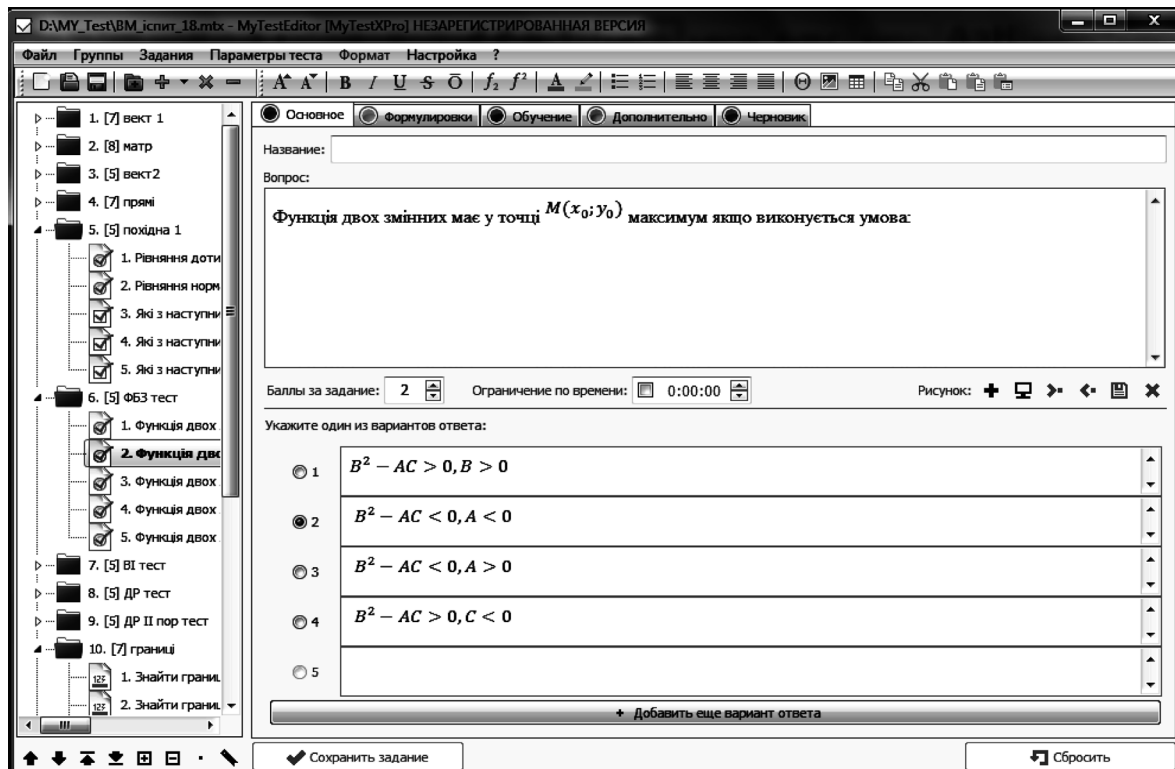 D:\MY_Test\ВМ_іспит_18.mtx - MyTestEditor [MyTestXPro] НЕЗАРЕГИСТРИРОВАННАЯ ВЕРСИЯ
Файл Группы Задания Параметры теста Формат Настройка ?
1. [7] вект 1
2. [8] матр
3. [5] вект2
4. [7] прямі
5. [5] похідна 1
1. Рівняння доти
2. Рівняння норм
3. Які з наступни
4. Які з наступни
5. Які з наступни
6. [5] ФБЗ тест
1. Функція двох
2. Функція дво
3. Функція двох
4. Функція двох
5. Функція двох
7. [5] ВІ тест
8. [5] ДР тест
9. [5] ДР ІІ пор тест
10. [7] границі
1. Знайти границ
2. Знайти границ
Основное Формулировки Обучение Дополнительно Черновик
Название:
Вопрос:
Функція двох змінних має у точці M(x₀; y₀) максимум якщо виконується умова:
Баллы за задание: 2 Ограничение по времени: 0:00:00 Рисунок:
Укажите один из вариантов ответа:
1 B² − AC > 0, B > 0
2 B² − AC < 0, A < 0
3 B² − AC < 0, A > 0
4 B² − AC > 0, C < 0
5
+ Добавить еще вариант ответа
Сохранить задание Сбросить